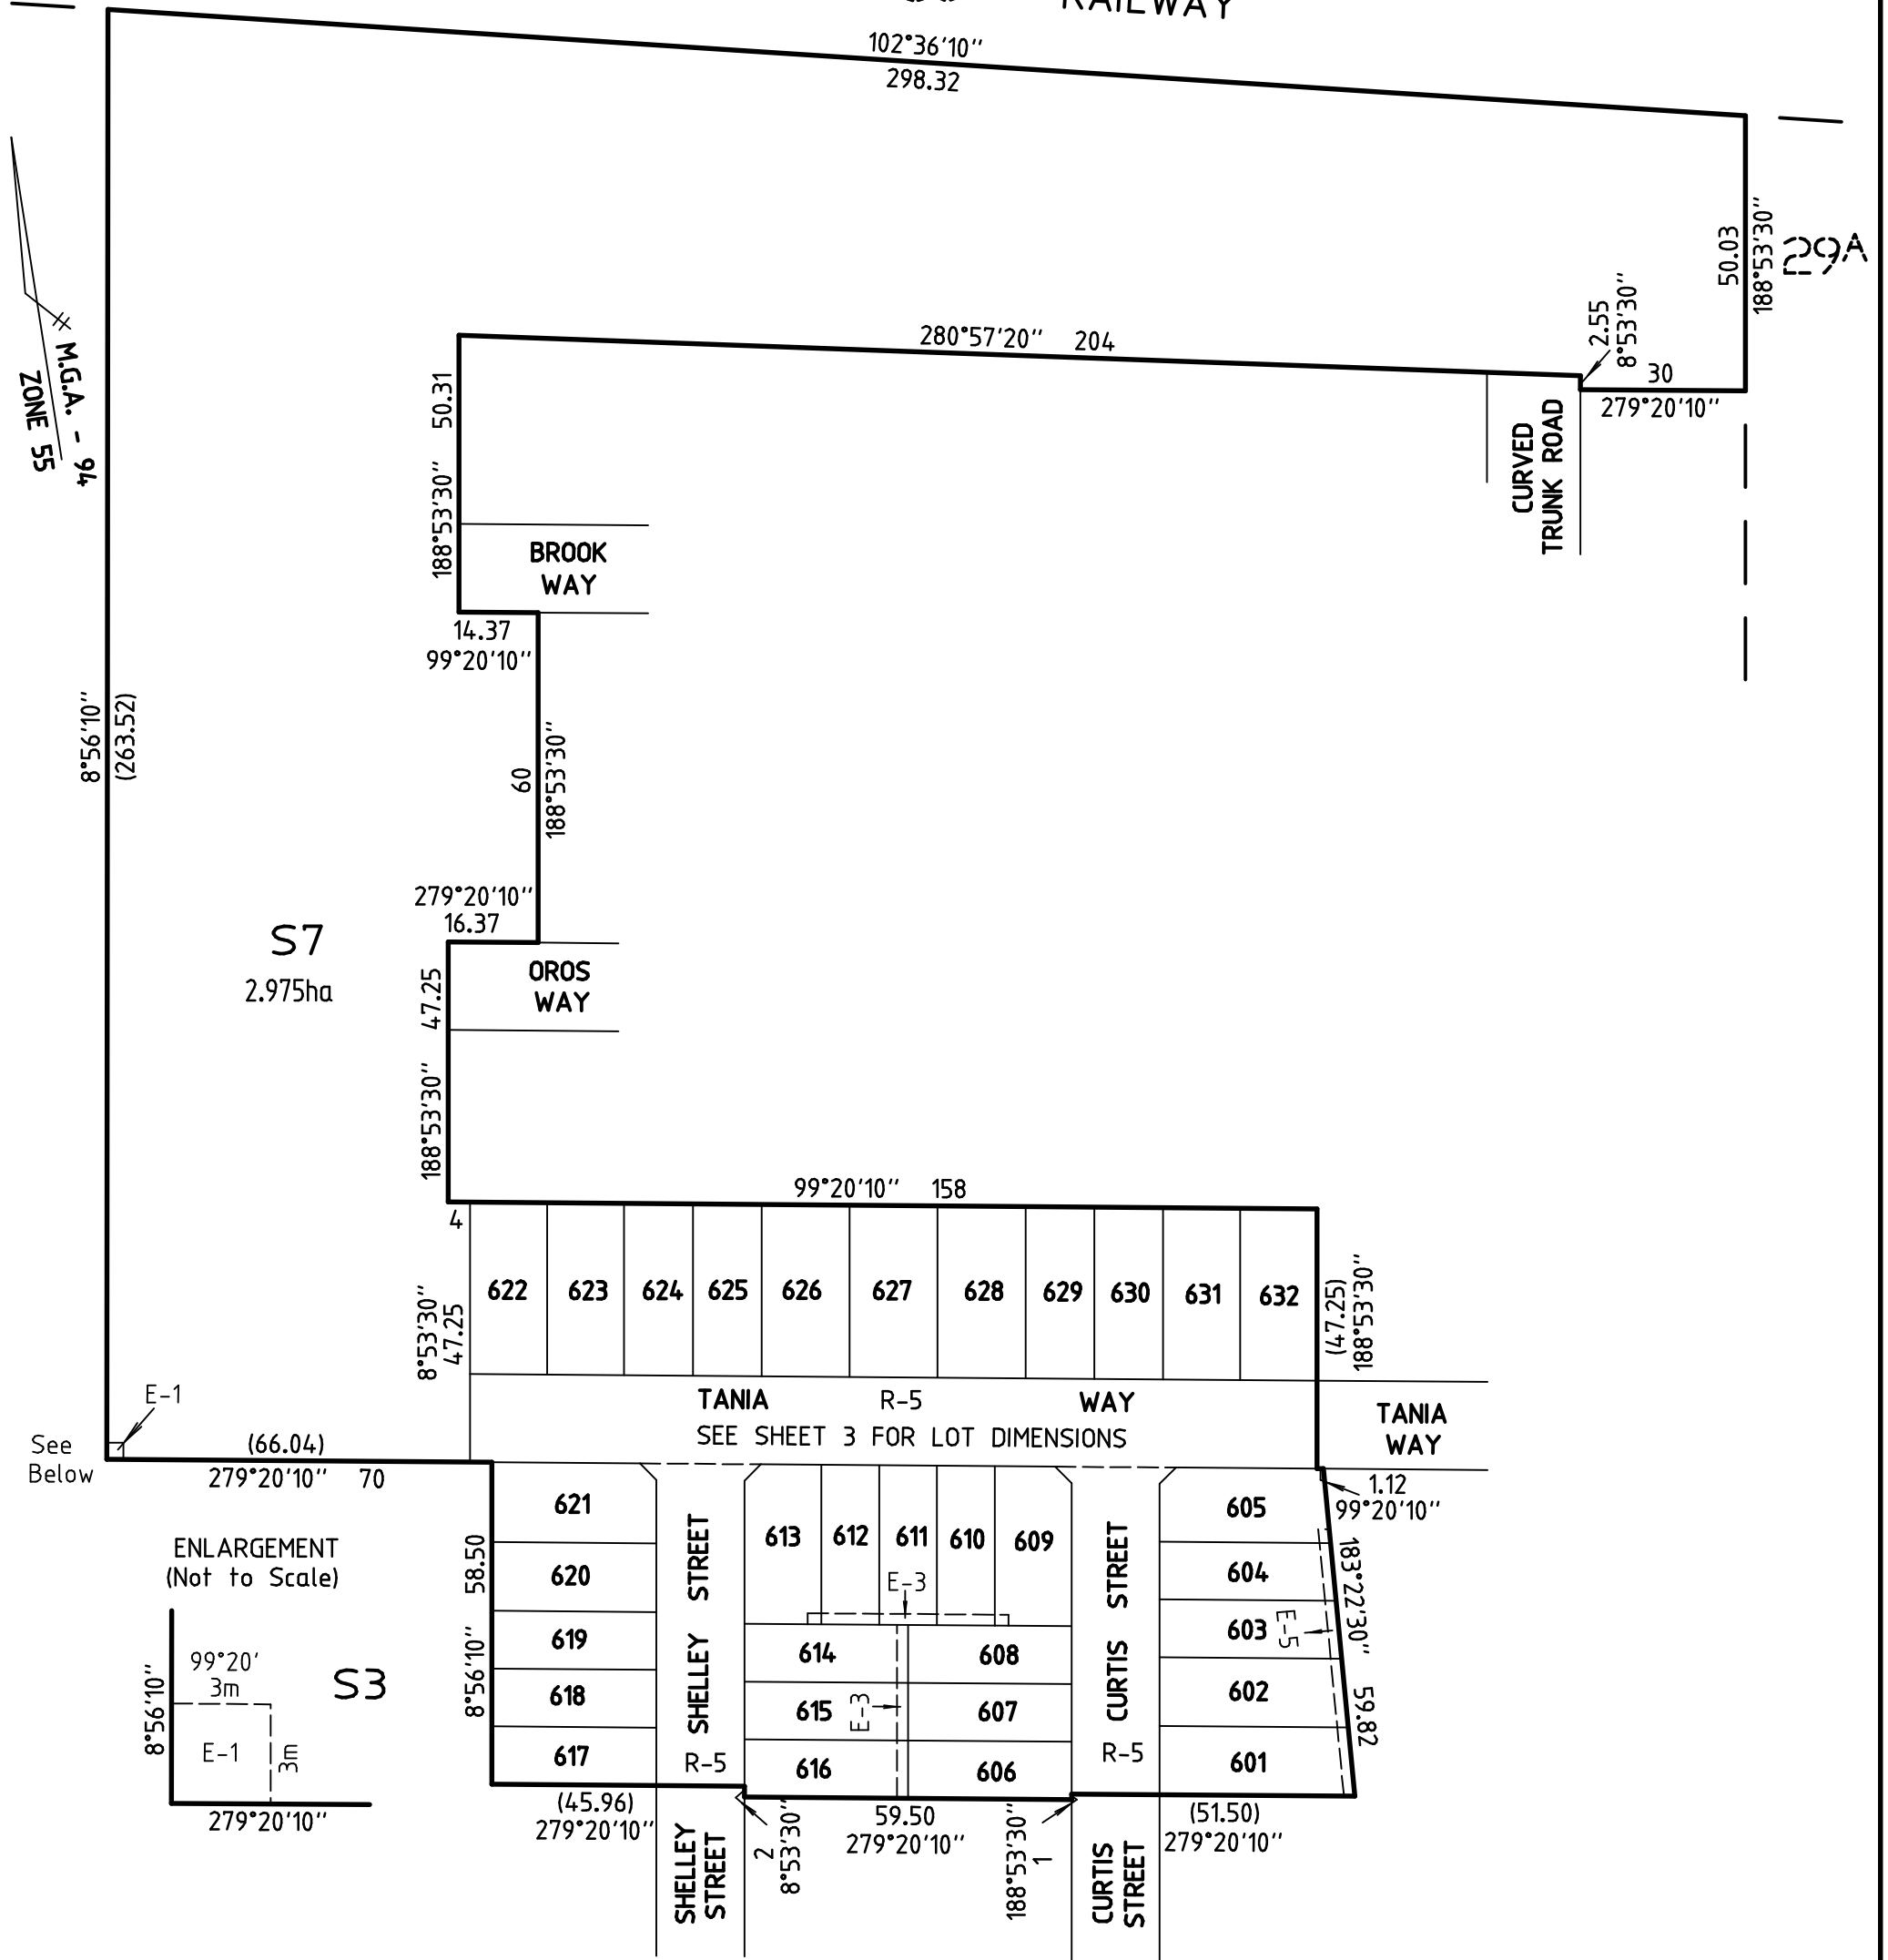 RAILWAY
102°36'10"
298.32
50.03
188°53'30"
29A
2.55
8°53'30"
280°57'20" 204
30
279°20'10"
M.G.A. - 94
ZONE 55
50.31
188°53'30"
CURVED
TRUNK ROAD
BROOK
WAY
14.37
99°20'10"
8°56'10"
(263.52)
60
188°53'30"
279°20'10"
16.37
S7
2.975ha
OROS
WAY
47.25
188°53'30"
99°20'10" 158
4
622 623 624 625 626 627 628 629 630 631 632
8°53'30"
47.25
(47.25)
188°53'30"
E-1
TANIA R-5 WAY
SEE SHEET 3 FOR LOT DIMENSIONS
TANIA
WAY
See
Below
(66.04)
279°20'10" 70
1.12
99°20'10"
621
613 612 611 610 609
605
ENLARGEMENT
(Not to Scale)
58.50
8°56'10"
620
SHELLEY STREET
E-3
CURTIS STREET
604
183°22'30" 59.82
619
614
608
603
E-5
99°20'
3m
S3
8°56'10"
E-1
3m
279°20'10"
618
615
E-3
607
602
617
R-5
616
606
R-5
601
(45.96)
279°20'10"
2
8°53'30"
59.50
279°20'10"
188°53'30"
1
(51.50)
279°20'10"
SHELLEY
STREET
CURTIS
STREET